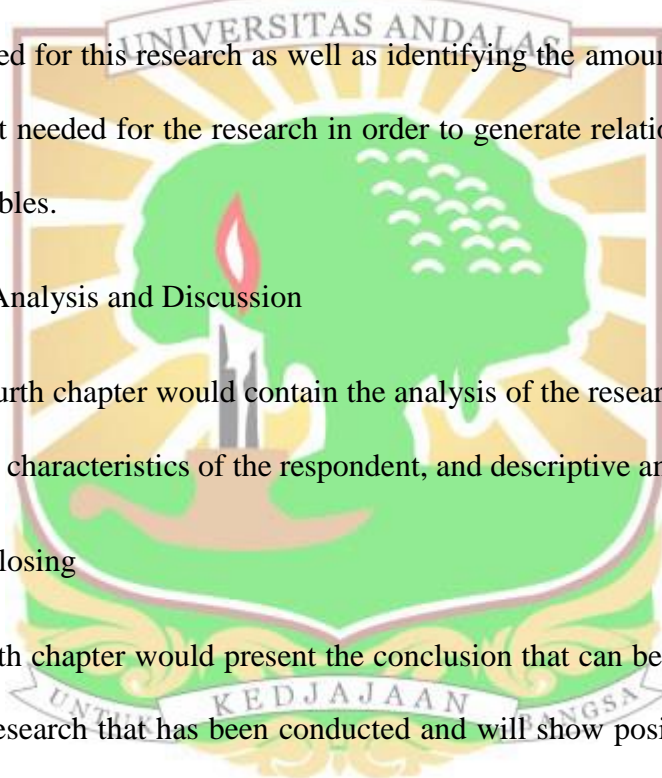 UNIVERSITAS ANDALAS
ed for this research as well as identifying the amoun
t needed for the research in order to generate relatio
bles.
Analysis and Discussion
urth chapter would contain the analysis of the resear
characteristics of the respondent, and descriptive an
losing
th chapter would present the conclusion that can be
esearch that has been conducted and will show posi
UNTUK KEDJAJAAN BANGSA